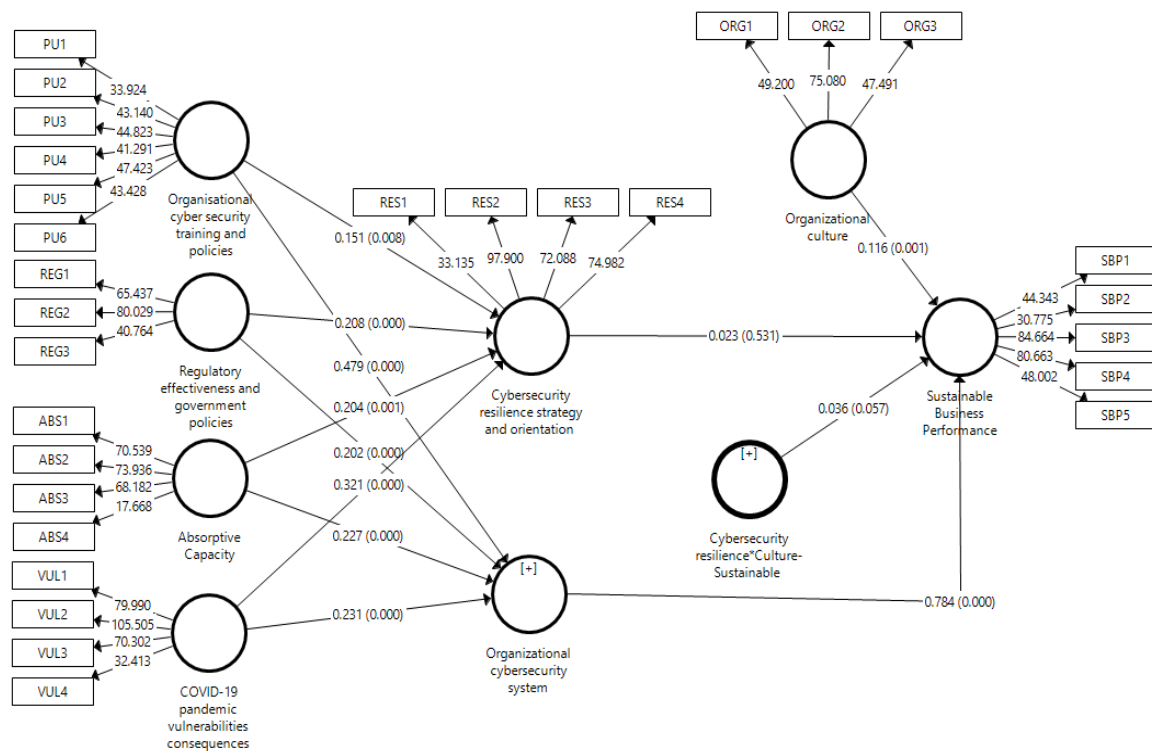 PU1
PU2
PU3
PU4
PU5
PU6
33.924
43.140
44.823
41.291
47.423
43.428
Organisational
cyber security
training and
policies
REG1
REG2
REG3
65.437
80.029
40.764
Regulatory
effectiveness and
government
policies
ABS1
ABS2
ABS3
ABS4
70.539
73.936
68.182
17.668
Absorptive
Capacity
VUL1
VUL2
VUL3
VUL4
79.990
105.505
70.302
32.413
COVID-19
pandemic
vulnerabilities
consequences
0.151 (0.008)
0.208 (0.000)
0.479 (0.000)
0.204 (0.001)
0.202 (0.000)
0.321 (0.000)
0.227 (0.000)
0.231 (0.000)
RES1
RES2
RES3
RES4
33.135
97.900
72.088
74.982
Cybersecurity
resilience strategy
and orientation
[+]
Organizational
cybersecurity
system
ORG1
ORG2
ORG3
49.200
75.080
47.491
Organizational
culture
0.116 (0.001)
0.023 (0.531)
0.036 (0.057)
[+]
Cybersecurity
resilience*Culture-
Sustainable
0.784 (0.000)
Sustainable
Business
Performance
44.343
30.775
84.664
80.663
48.002
SBP1
SBP2
SBP3
SBP4
SBP5